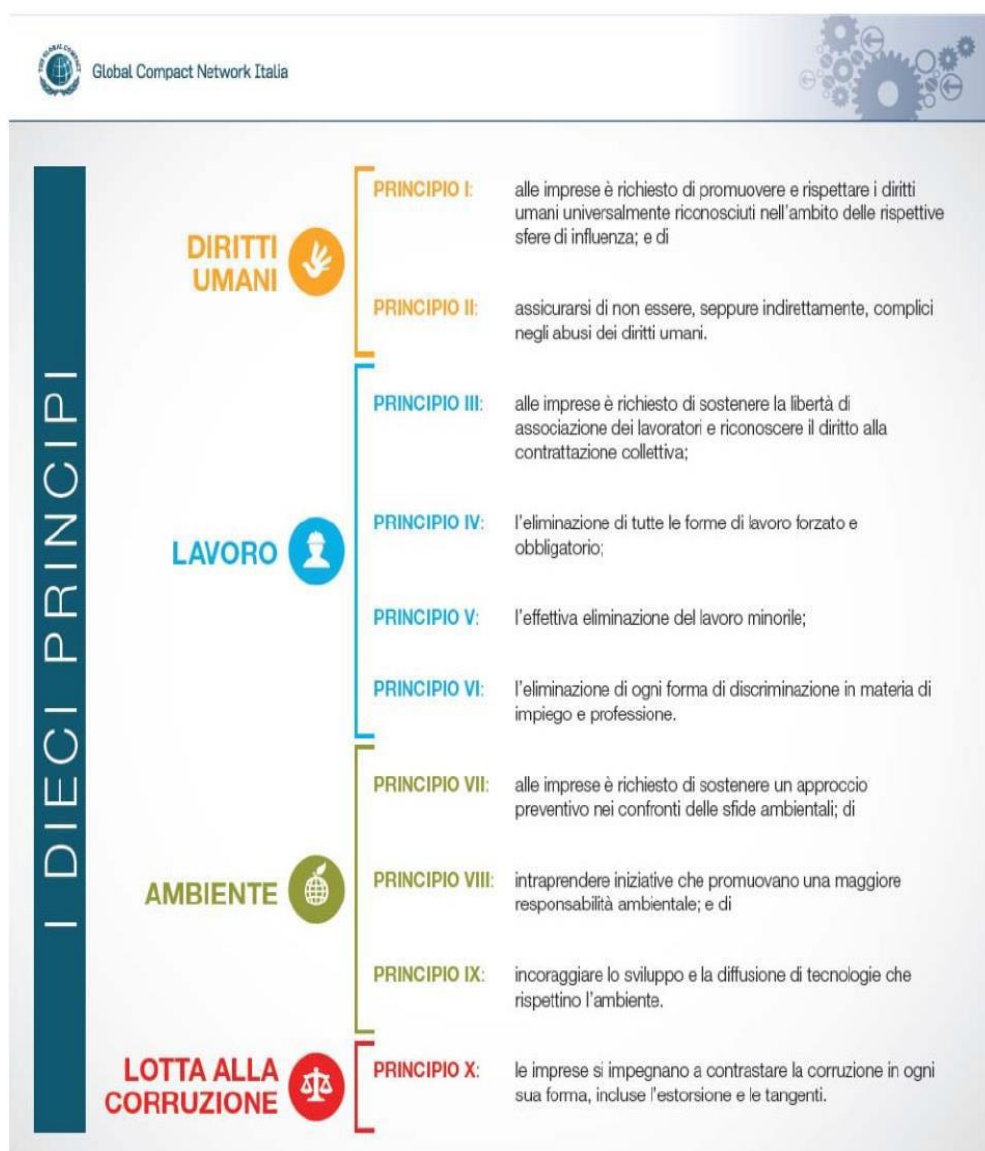 THE GLOBAL COMPACT
Global Compact Network Italia
I DIECI PRINCIPI
DIRITTI
UMANI
PRINCIPIO I:
alle imprese è richiesto di promuovere e rispettare i diritti
umani universalmente riconosciuti nell'ambito delle rispettive
sfere di influenza; e di
PRINCIPIO II:
assicurarsi di non essere, seppure indirettamente, complici
negli abusi dei diritti umani.
LAVORO
PRINCIPIO III:
alle imprese è richiesto di sostenere la libertà di
associazione dei lavoratori e riconoscere il diritto alla
contrattazione collettiva;
PRINCIPIO IV:
l'eliminazione di tutte le forme di lavoro forzato e
obbligatorio;
PRINCIPIO V:
l'effettiva eliminazione del lavoro minorile;
PRINCIPIO VI:
l'eliminazione di ogni forma di discriminazione in materia di
impiego e professione.
AMBIENTE
PRINCIPIO VII:
alle imprese è richiesto di sostenere un approccio
preventivo nei confronti delle sfide ambientali; di
PRINCIPIO VIII:
intraprendere iniziative che promuovano una maggiore
responsabilità ambientale; e di
PRINCIPIO IX:
incoraggiare lo sviluppo e la diffusione di tecnologie che
rispettino l'ambiente.
LOTTA ALLA
CORRUZIONE
PRINCIPIO X:
le imprese si impegnano a contrastare la corruzione in ogni
sua forma, incluse l'estorsione e le tangenti.